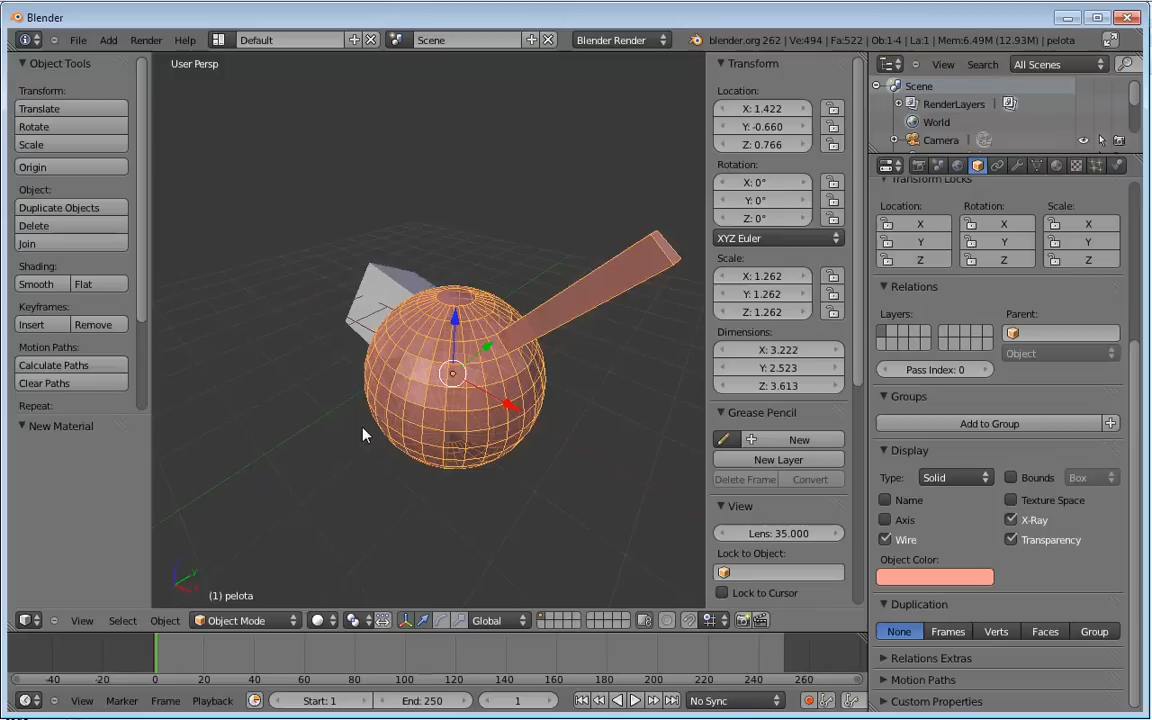 Blender
File Add Render Help Default Scene Blender Render blender.org 262 | Ve:494 | Fa:522 | Ob:1-4 | La:1 | Mem:6.49M (12.93M) | pelota
Object Tools
Transform:
Translate
Rotate
Scale
Origin
Object:
Duplicate Objects
Delete
Join
Shading:
Smooth Flat
Keyframes:
Insert Remove
Motion Paths:
Calculate Paths
Clear Paths
Repeat:
New Material
User Persp
(1) pelota
Transform
Location:
X: 1.422
Y: -0.660
Z: 0.766
Rotation:
X: 0°
Y: 0°
Z: 0°
XYZ Euler
Scale:
X: 1.262
Y: 1.262
Z: 1.262
Dimensions:
X: 3.222
Y: 2.523
Z: 3.613
Grease Pencil
New
New Layer
Delete Frame Convert
View
Lens: 35.000
Lock to Object:
Lock to Cursor
View Search All Scenes
Scene
RenderLayers
World
Camera
Transform Locks
Location: Rotation: Scale:
X X X
Y Y Y
Z Z Z
Relations
Layers: Parent:
Object
Pass Index: 0
Groups
Add to Group
Display
Type: Solid Bounds Box
Name Texture Space
Axis X-Ray
Wire Transparency
Object Color:
Duplication
None Frames Verts Faces Group
Relations Extras
Motion Paths
Custom Properties
View Select Object Object Mode Global
-40 -20 0 20 40 60 80 100 120 140 160 180 200 220 240 260
View Marker Frame Playback Start: 1 End: 250 1 No Sync